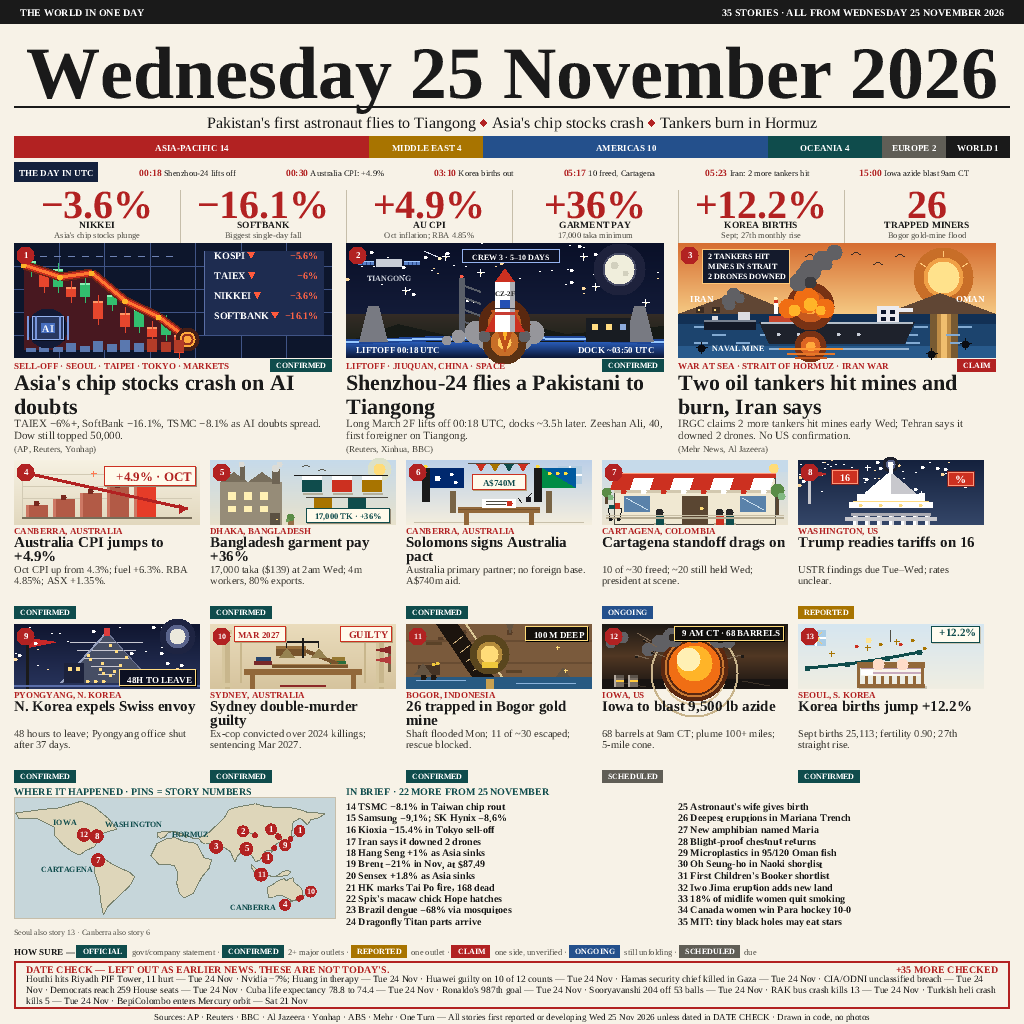 THE WORLD IN ONE DAY
35 STORIES · ALL FROM WEDNESDAY 25 NOVEMBER 2026
Wednesday 25 November 2026
Pakistan's first astronaut flies to Tiangong ◆ Asia's chip stocks crash ◆ Tankers burn in Hormuz
ASIA-PACIFIC 14
MIDDLE EAST 4
AMERICAS 10
OCEANIA 4
EUROPE 2
WORLD 1
THE DAY IN UTC
00:18 Shenzhou-24 lifts off
00:30 Australia CPI: +4.9%
03:10 Korea births out
05:17 10 freed, Cartagena
05:23 Iran: 2 more tankers hit
15:00 Iowa azide blast 9am CT
−3.6%
NIKKEI
Asia's chip stocks plunge
−16.1%
SOFTBANK
Biggest single-day fall
+4.9%
AU CPI
Oct inflation; RBA 4.85%
+36%
GARMENT PAY
17,000 taka minimum
+12.2%
KOREA BIRTHS
Sept; 27th monthly rise
26
TRAPPED MINERS
Bogor gold-mine flood
1
KOSPI ▼ −5.6%
TAIEX ▼ −6%
NIKKEI ▼ −3.6%
SOFTBANK ▼ −16.1%
AI
SELL-OFF · SEOUL · TAIPEI · TOKYO · MARKETS
CONFIRMED
Asia's chip stocks crash on AI
doubts
TAIEX −6%+, SoftBank −16.1%, TSMC −8.1% as AI doubts spread.
Dow still topped 50,000.
(AP, Reuters, Yonhap)
2
TIANGONG
CREW 3 · 5-10 DAYS
CZ-2F
LIFTOFF 00:18 UTC
DOCK ~03:50 UTC
LIFTOFF · JIUQUAN, CHINA · SPACE
CONFIRMED
Shenzhou-24 flies a Pakistani to
Tiangong
Long March 2F lifts off 00:18 UTC, docks ~3.5h later. Zeeshan Ali, 40,
first foreigner on Tiangong.
(Reuters, Xinhua, BBC)
3
2 TANKERS HIT
MINES IN STRAIT
2 DRONES DOWNED
IRAN
OMAN
NAVAL MINE
WAR AT SEA · STRAIT OF HORMUZ · IRAN WAR
CLAIM
Two oil tankers hit mines and
burn, Iran says
IRGC claims 2 more tankers hit mines early Wed; Tehran says it
downed 2 drones. No US confirmation.
(Mehr News, Al Jazeera)
4
+4.9% · OCT
CANBERRA, AUSTRALIA
Australia CPI jumps to
+4.9%
Oct CPI up from 4.3%; fuel +6.3%. RBA
4.85%; ASX +1.35%.
CONFIRMED
5
17,000 TK · +36%
DHAKA, BANGLADESH
Bangladesh garment pay
+36%
17,000 taka ($139) at 2am Wed; 4m
workers, 80% exports.
CONFIRMED
6
A$740M
CANBERRA, AUSTRALIA
Solomons signs Australia
pact
Australia primary partner; no foreign base.
A$740m aid.
CONFIRMED
7
CARTAGENA, COLOMBIA
Cartagena standoff drags on
10 of ~30 freed; ~20 still held Wed;
president at scene.
ONGOING
8
16
%
WASHINGTON, US
Trump readies tariffs on 16
USTR findings due Tue–Wed; rates
unclear.
REPORTED
9
48H TO LEAVE
PYONGYANG, N. KOREA
N. Korea expels Swiss envoy
48 hours to leave; Pyongyang office shut
after 37 days.
CONFIRMED
10
MAR 2027
GUILTY
SYDNEY, AUSTRALIA
Sydney double-murder
guilty
Ex-cop convicted over 2024 killings;
sentencing Mar 2027.
CONFIRMED
11
100 M DEEP
BOGOR, INDONESIA
26 trapped in Bogor gold
mine
Shaft flooded Mon; 11 of ~30 escaped;
rescue blocked.
CONFIRMED
12
9 AM CT · 68 BARRELS
IOWA, US
Iowa to blast 9,500 lb azide
68 barrels at 9am CT; plume 100+ miles;
5-mile cone.
SCHEDULED
13
+12.2%
SEOUL, S. KOREA
Korea births jump +12.2%
Sept births 25,113; fertility 0.90; 27th
straight rise.
CONFIRMED
WHERE IT HAPPENED · PINS = STORY NUMBERS
IOWA
WASHINGTON
HORMUZ
CARTAGENA
CANBERRA
12
8
7
3
2
1
1
9
5
1
11
10
4
Seoul also story 13 · Canberra also story 6
IN BRIEF · 22 MORE FROM 25 NOVEMBER
14 TSMC −8.1% in Taiwan chip rout
15 Samsung −9,1%; SK Hynix −8,6%
16 Kioxia −15.4% in Tokyo sell-off
17 Iran says it downed 2 drones
18 Hang Seng +1% as Asia sinks
19 Brent −21% in Nov, at $87,49
20 Sensex +1.8% as Asia sinks
21 HK marks Tai Po fire, 168 dead
22 Spix's macaw chick Hope hatches
23 Brazil dengue −68% via mosquitoes
24 Dragonfly Titan parts arrive
25 Astronaut's wife gives birth
26 Deepest eruptions in Mariana Trench
27 New amphibian named Maria
28 Blight-proof chestnut returns
29 Microplastics in 95/120 Oman fish
30 Oh Seung-ho in Naoki shortlist
31 First Children's Booker shortlist
32 Iwo Jima eruption adds new land
33 18% of midlife women quit smoking
34 Canada women win Para hockey 10-0
35 MIT: tiny black holes may eat stars
HOW SURE —
OFFICIAL gov/company statement ·
CONFIRMED 2+ major outlets ·
REPORTED one outlet ·
CLAIM one side, unverified ·
ONGOING still unfolding ·
SCHEDULED due
DATE CHECK — LEFT OUT AS EARLIER NEWS. THESE ARE NOT TODAY'S.
+35 MORE CHECKED
Houthi hits Riyadh PIF Tower, 11 hurt — Tue 24 Nov · Nvidia −7%; Huang in therapy — Tue 24 Nov · Huawei guilty on 10 of 12 counts — Tue 24 Nov · Hamas security chief killed in Gaza — Tue 24 Nov · CIA/ODNI unclassified breach — Tue 24
Nov · Democrats reach 259 House seats — Tue 24 Nov · Cuba life expectancy 78.8 to 74.4 — Tue 24 Nov · Ronaldo's 987th goal — Tue 24 Nov · Sooryavanshi 204 off 53 balls — Tue 24 Nov · RAK bus crash kills 13 — Tue 24 Nov · Turkish heli crash
kills 5 — Tue 24 Nov · BepiColombo enters Mercury orbit — Sat 21 Nov
Sources: AP · Reuters · BBC · Al Jazeera · Yonhap · ABS · Mehr · One Turn — All stories first reported or developing Wed 25 Nov 2026 unless dated in DATE CHECK · Drawn in code, no photos